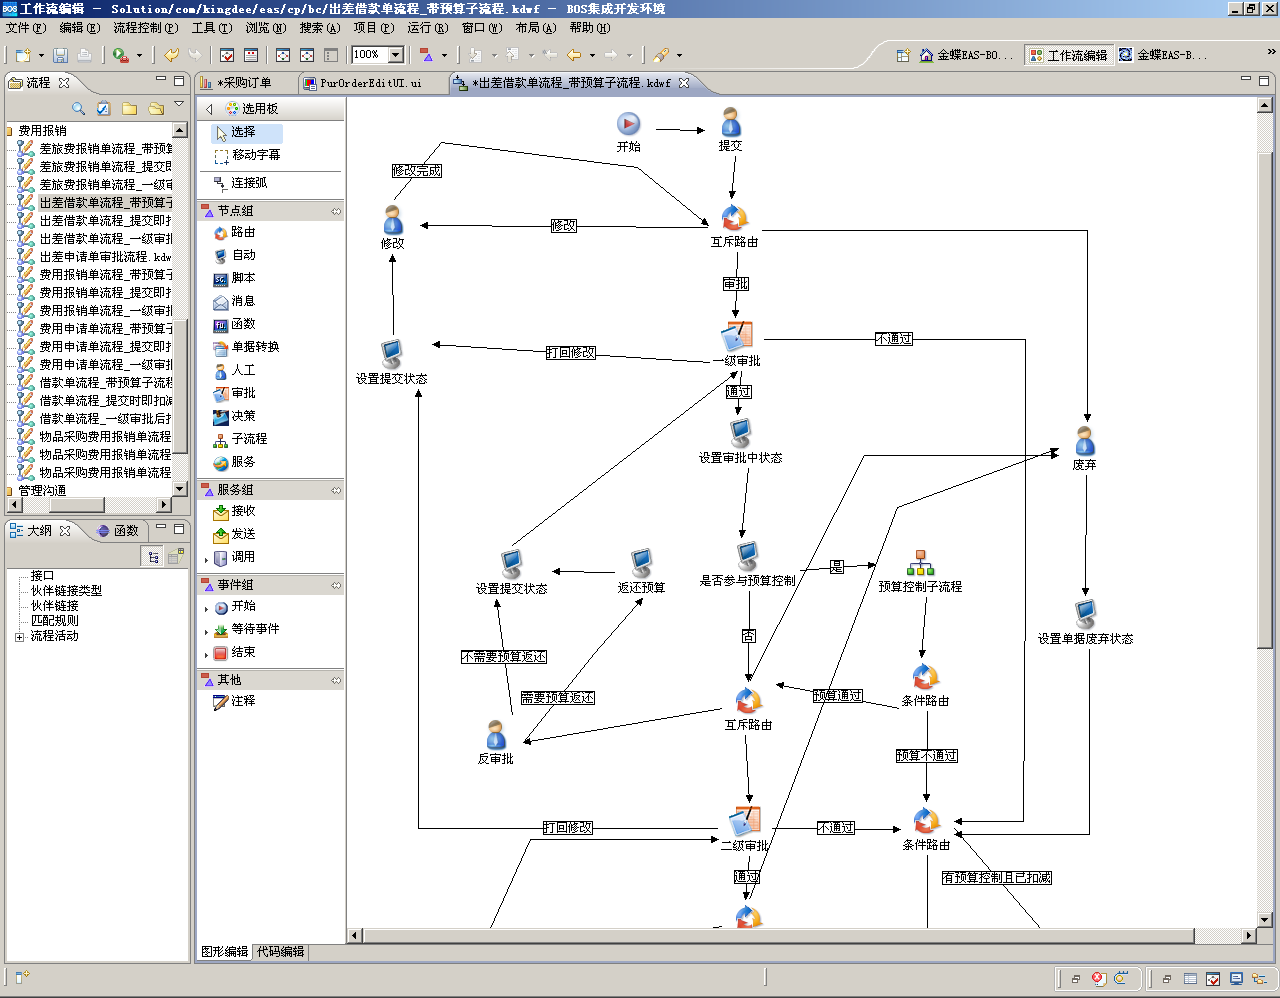 BOS 工作流编辑 － Solution/com/kingdee/eas/cp/bc/出差借款单流程_带预算子流程.kdwf － BOS集成开发环境
文件(F) 编辑(E) 流程控制(P) 工具(T) 浏览(N) 搜索(A) 项目(P) 运行(R) 窗口(W) 布局(A) 帮助(H)
100% 金蝶EAS-BO... 工作流编辑 金蝶EAS-B... »
流程
*采购订单 PurOrderEditUI.ui *出差借款单流程_带预算子流程.kdwf
费用报销
差旅费报销单流程_带预算
差旅费报销单流程_提交即
差旅费报销单流程_一级审
出差借款单流程_带预算子
出差借款单流程_提交即扌
出差借款单流程_一级审批
出差申请单审批流程.kdw
费用报销单流程_带预算子
费用报销单流程_提交即扌
费用报销单流程_一级审批
费用申请单流程_带预算子
费用申请单流程_提交即扌
费用申请单流程_一级审批
借款单流程_带预算子流程
借款单流程_提交时即扣减
借款单流程_一级审批后扌
物品采购费用报销单流程
物品采购费用报销单流程
物品采购费用报销单流程
管理沟通
大纲 函数
接口
伙伴链接类型
伙伴链接
匹配规则
流程活动
选用板
选择
移动字幕
连接弧
节点组
路由
自动
脚本
消息
函数
单据转换
人工
审批
决策
子流程
服务
服务组
接收
发送
调用
事件组
开始
等待事件
结束
其他
注释
开始
提交
修改完成
修改
修改
互斥路由
审批
打回修改
一级审批
不通过
设置提交状态
通过
设置审批中状态
废弃
设置提交状态
返还预算
是否参与预算控制
是
预算控制子流程
否
设置单据废弃状态
不需要预算返还
需要预算返还
预算通过
条件路由
互斥路由
反审批
预算不通过
打回修改
二级审批
不通过
条件路由
通过
有预算控制且已扣减
图形编辑 代码编辑